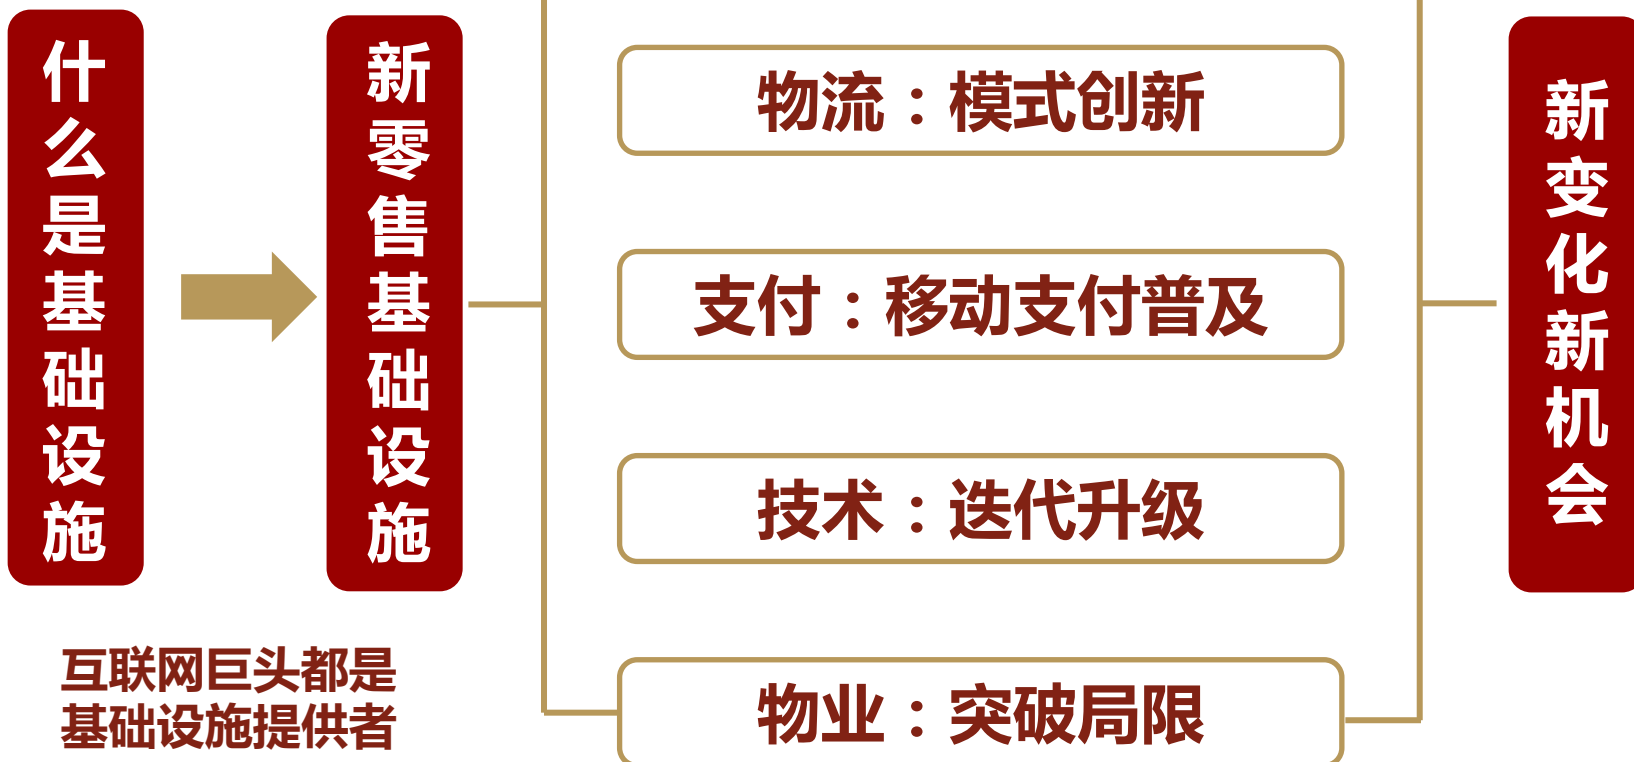 什么是基础设施
新零售基础设施
物流：模式创新
支付：移动支付普及
技术：迭代升级
物业：突破局限
新变化新机会
互联网巨头都是
基础设施提供者